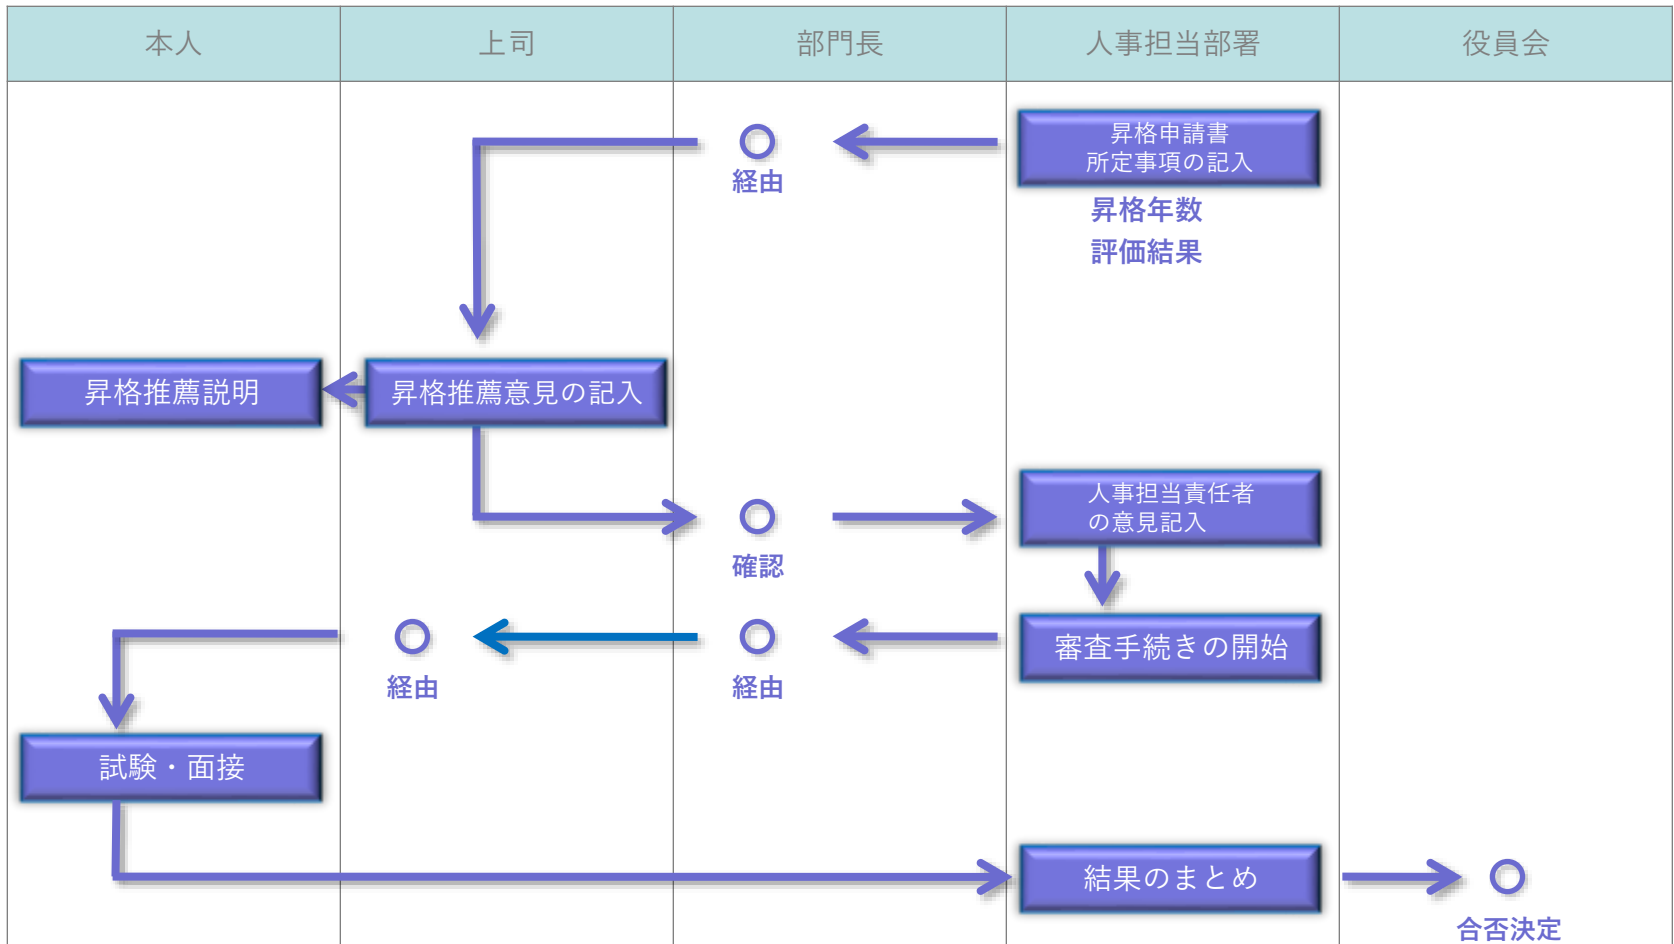 本人
上司
部門長
人事担当部署
役員会
昇格申請書
所定事項の記入
経由
昇格年数
評価結果
昇格推薦説明
昇格推薦意見の記入
人事担当責任者
の意見記入
確認
審査手続きの開始
経由
経由
試験・面接
結果のまとめ
合否決定